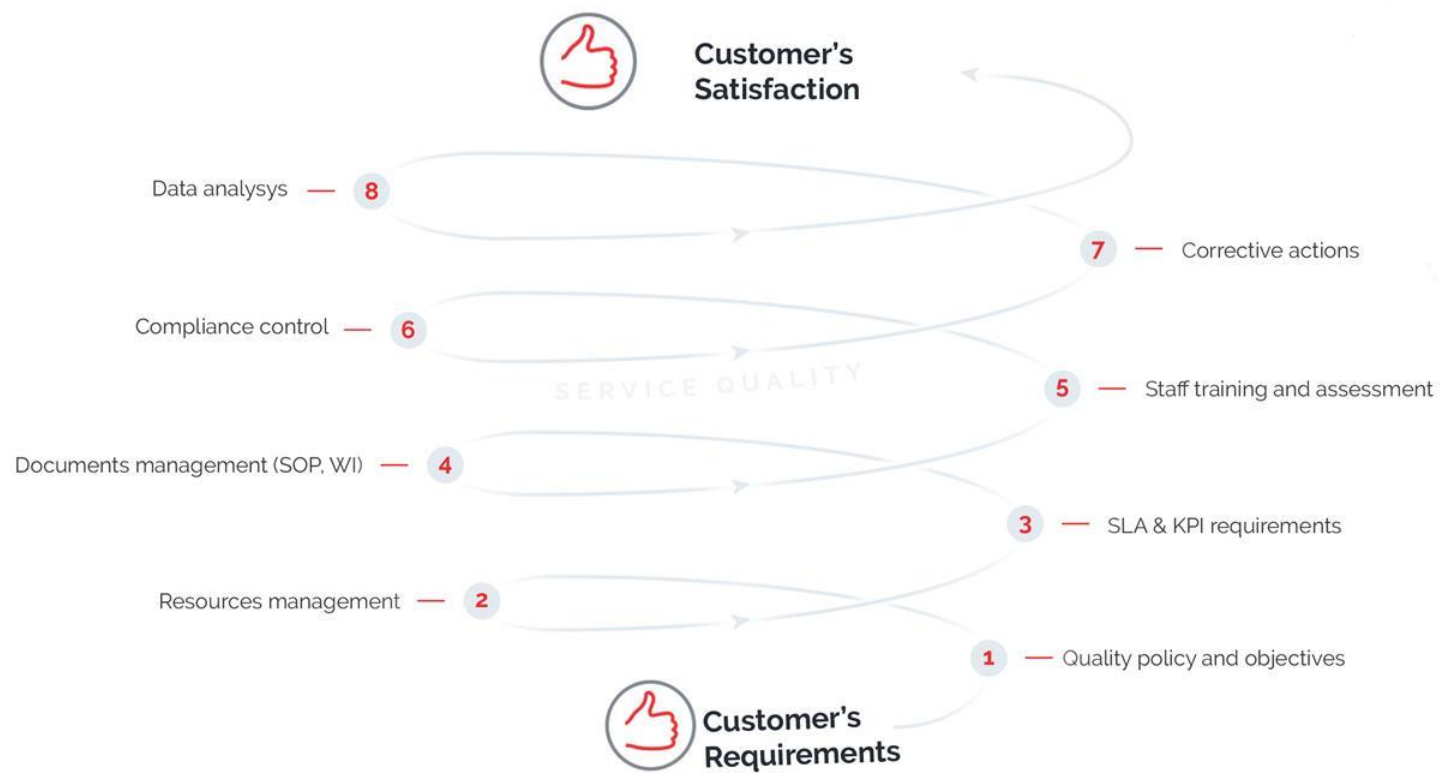 Customer's
Satisfaction
Data analysys
8
7
Corrective actions
Compliance control
6
SERVICE QUALITY
5
Staff training and assessment
Documents management (SOP, WI)
4
3
SLA & KPI requirements
Resources management
2
1
Quality policy and objectives
Customer's
Requirements